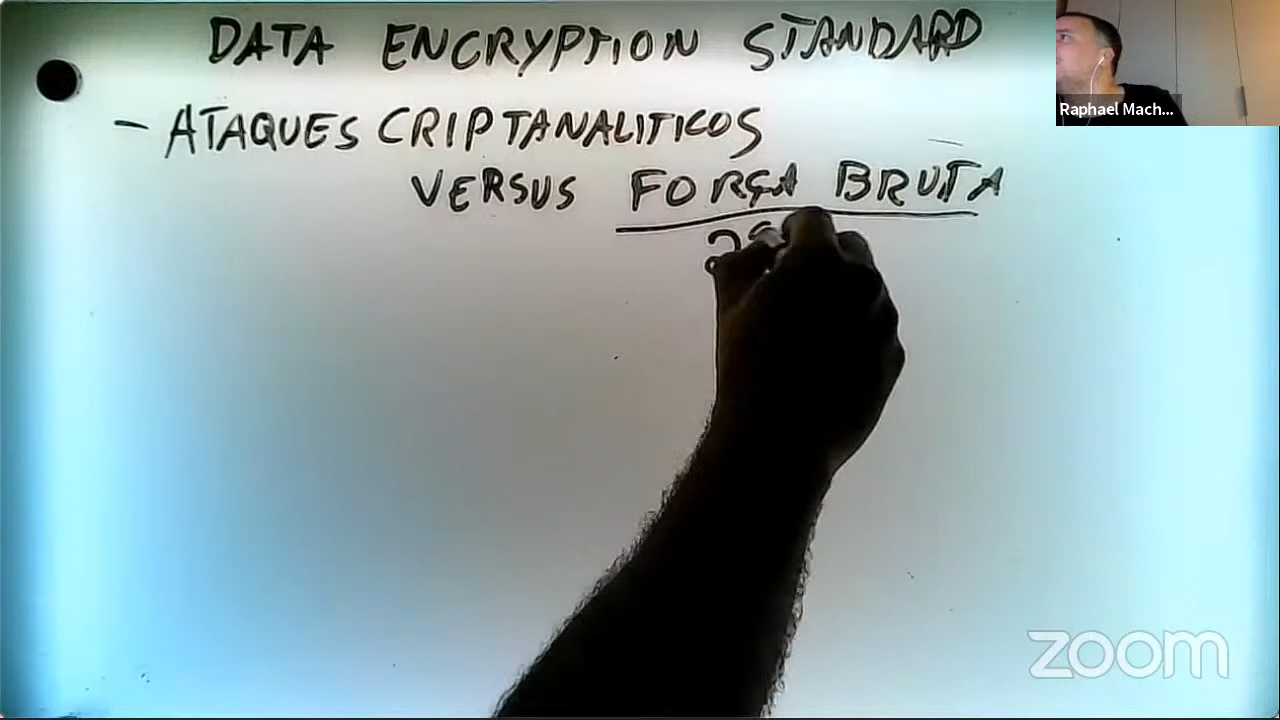 DATA ENCRYPTION STANDARD
- ATAQUES CRIPTANALITICOS
VERSUS FORÇA BRUTA
Raphael Mach...
zoom